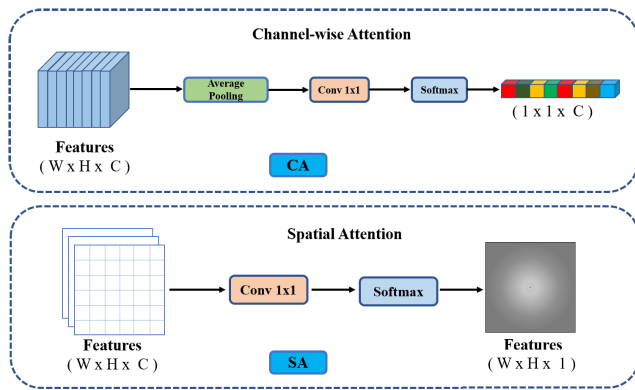 Channel-wise Attention
Average
Pooling
Conv 1x1
Softmax
( 1 x 1 x C )
Features
( W x H x C )
CA
Spatial Attention
Conv 1x1
Softmax
Features
( W x H x C )
SA
Features
( W x H x 1 )